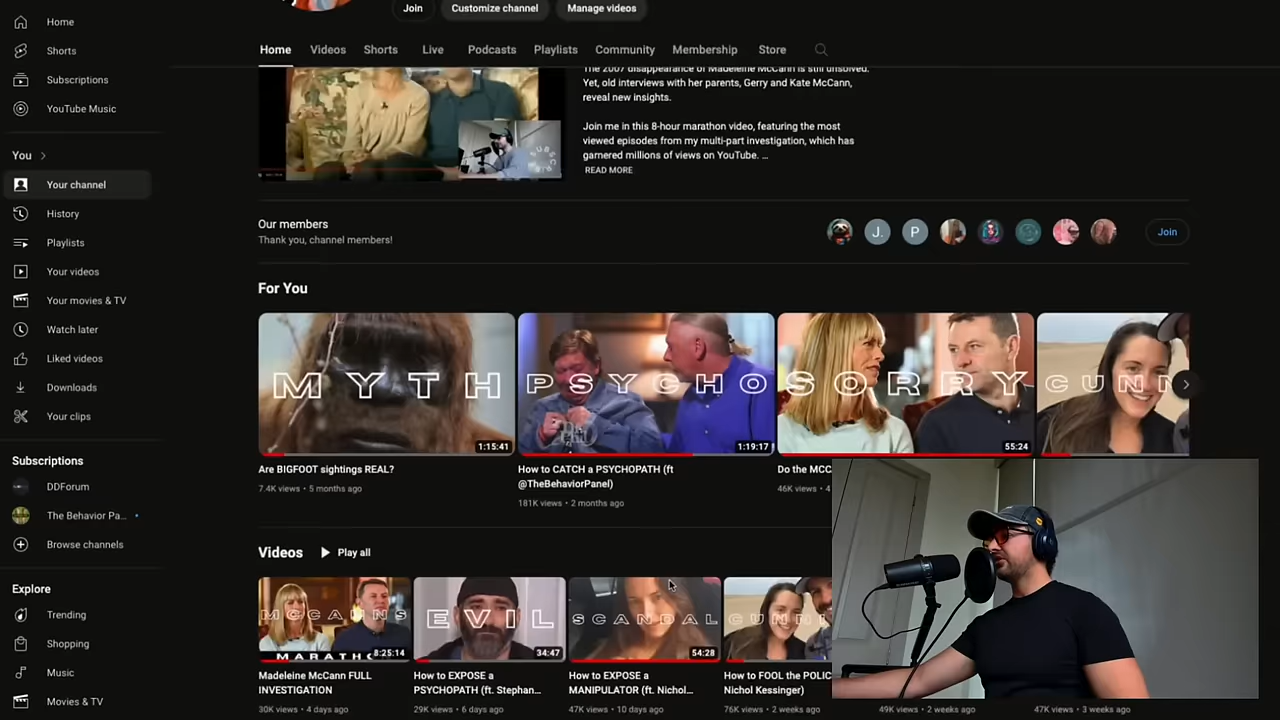 Home
Shorts
Subscriptions
YouTube Music
You
Your channel
History
Playlists
Your videos
Your movies & TV
Watch later
Liked videos
Downloads
Your clips
Subscriptions
DDForum
The Behavior Pa...
Browse channels
Explore
Trending
Shopping
Music
Movies & TV
Join
Customize channel
Manage videos
Home
Videos
Shorts
Live
Podcasts
Playlists
Community
Membership
Store
The 2007 disappearance of Madeleine McCann is still unsolved.
Yet, old interviews with her parents, Gerry and Kate McCann,
reveal new insights.
Join me in this 8-hour marathon video, featuring the most
viewed episodes from my multi-part investigation, which has
garnered millions of views on YouTube. ...
READ MORE
Our members
Thank you, channel members!
J.
P
Join
For You
MYTH
1:15:41
Are BIGFOOT sightings REAL?
7.4K views • 5 months ago
PSYCHO
1:19:17
How to CATCH a PSYCHOPATH (ft
@TheBehaviorPanel)
181K views • 2 months ago
SORRY
55:24
Do the MCC
46K views • 4
CUNN
Videos
Play all
MCCANNS
MARATHO
8:25:14
Madeleine McCann FULL
INVESTIGATION
30K views • 4 days ago
EVIL
34:47
How to EXPOSE a
PSYCHOPATH (ft. Stephan...
29K views • 6 days ago
SCANDAL
54:28
How to EXPOSE a
MANIPULATOR (ft. Nichol...
47K views • 10 days ago
CUNNI
How to FOOL the POLIC
Nichol Kessinger)
76K views • 2 weeks ago
49K views • 2 weeks ago
47K views • 3 weeks ago